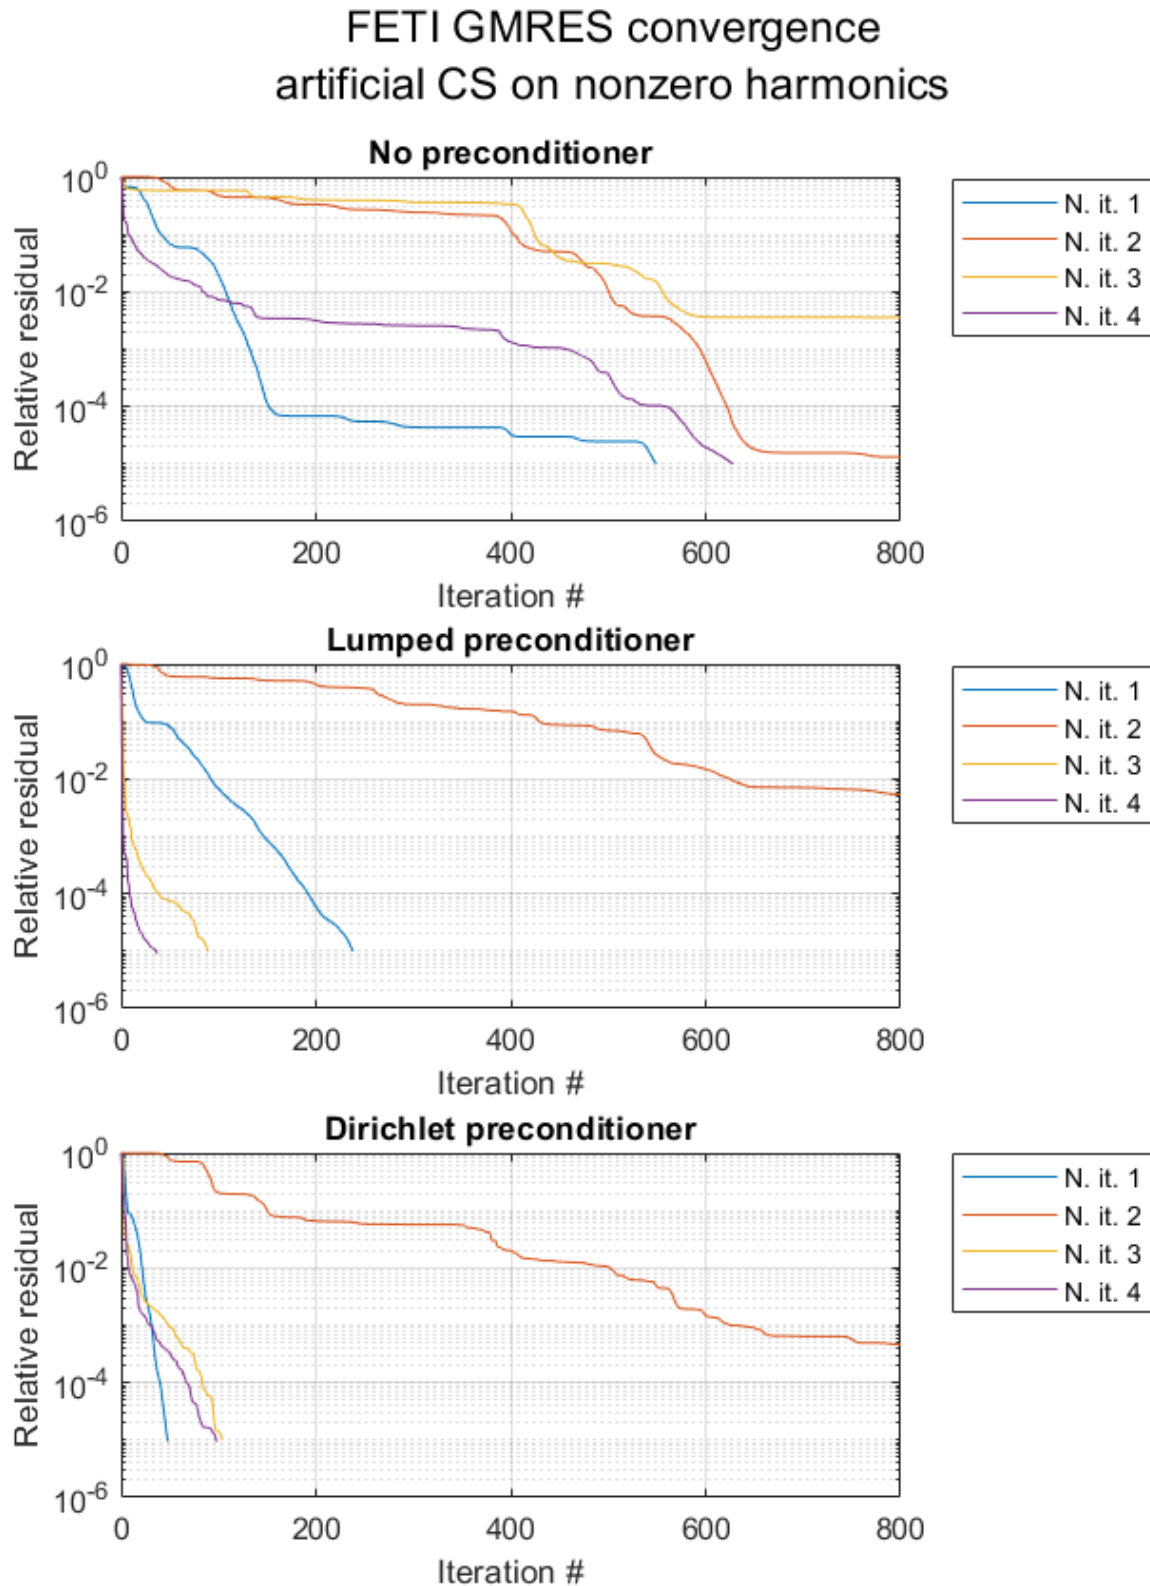 FETI GMRES convergence
artificial CS on nonzero harmonics
No preconditioner
10^0
10^-2
10^-4
10^-6
Relative residual
0 200 400 600 800
Iteration #
N. it. 1
N. it. 2
N. it. 3
N. it. 4
Lumped preconditioner
10^0
10^-2
10^-4
10^-6
Relative residual
0 200 400 600 800
Iteration #
N. it. 1
N. it. 2
N. it. 3
N. it. 4
Dirichlet preconditioner
10^0
10^-2
10^-4
10^-6
Relative residual
0 200 400 600 800
Iteration #
N. it. 1
N. it. 2
N. it. 3
N. it. 4